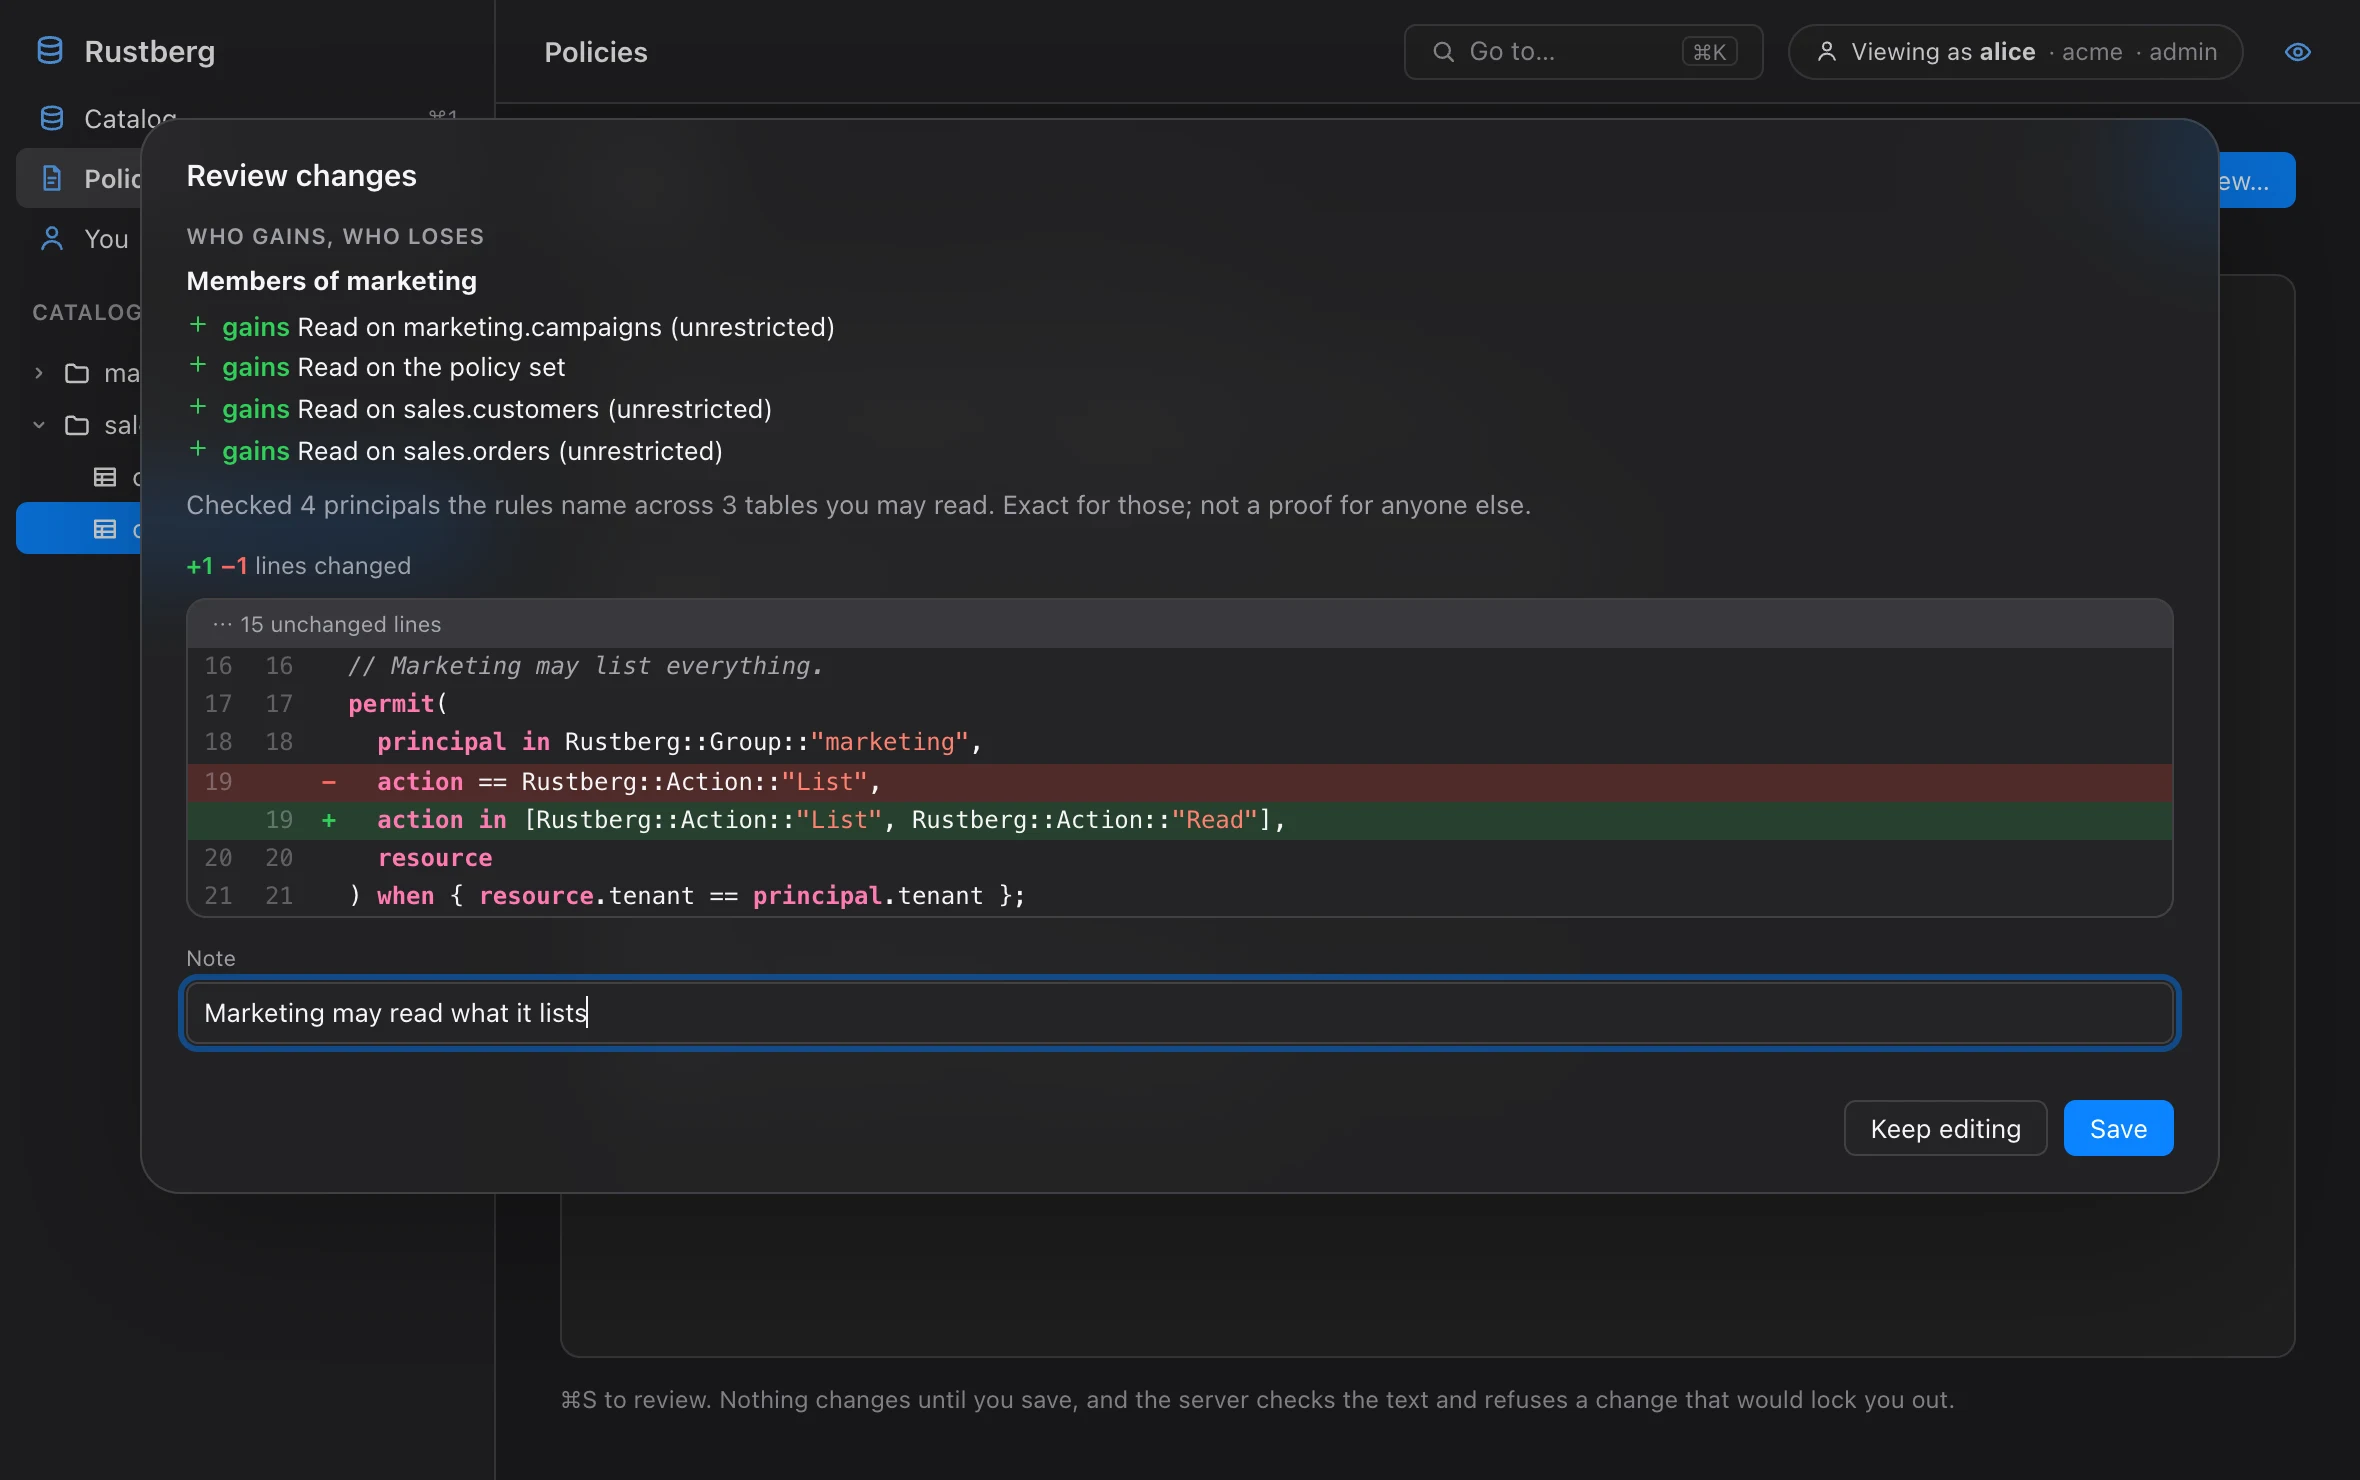 Rustberg
Policies
Go to...
⌘K
Viewing as alice · acme · admin
Catalog
⌘1
Review changes
You
WHO GAINS, WHO LOSES
Members of marketing
+ gains Read on marketing.campaigns (unrestricted)
+ gains Read on the policy set
+ gains Read on sales.customers (unrestricted)
+ gains Read on sales.orders (unrestricted)
Checked 4 principals the rules name across 3 tables you may read. Exact for those; not a proof for anyone else.
+1 −1 lines changed
··· 15 unchanged lines
16 16 // Marketing may list everything.
17 17 permit(
18 18 principal in Rustberg::Group::"marketing",
19 − action == Rustberg::Action::"List",
19 + action in [Rustberg::Action::"List", Rustberg::Action::"Read"],
20 20 resource
21 21 ) when { resource.tenant == principal.tenant };
Note
Marketing may read what it lists
Keep editing
Save
⌘S to review. Nothing changes until you save, and the server checks the text and refuses a change that would lock you out.